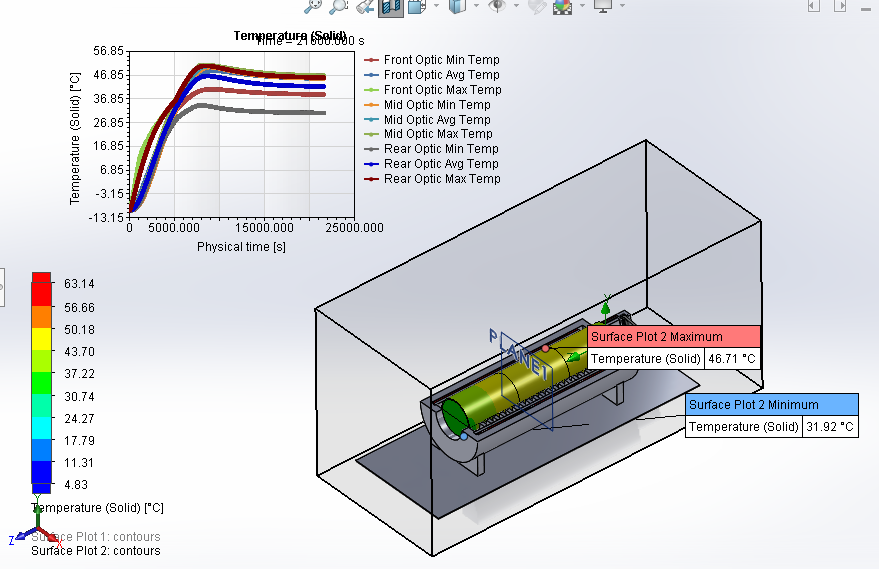 Temperature (Solid)
Time = 21600.000 s
56.85
46.85
36.85
26.85
16.85
6.85
-3.15
-13.15
Temperature (Solid) [°C]
0 5000.000 15000.000 25000.000
Physical time [s]
Front Optic Min Temp
Front Optic Avg Temp
Front Optic Max Temp
Mid Optic Min Temp
Mid Optic Avg Temp
Mid Optic Max Temp
Rear Optic Min Temp
Rear Optic Avg Temp
Rear Optic Max Temp
63.14
56.66
50.18
43.70
37.22
30.74
24.27
17.79
11.31
4.83
Temperature (Solid) [°C]
Surface Plot 1: contours
Surface Plot 2: contours
Y
Z
X
Y
PLANE1
Surface Plot 2 Maximum
Temperature (Solid) 46.71 °C
Surface Plot 2 Minimum
Temperature (Solid) 31.92 °C